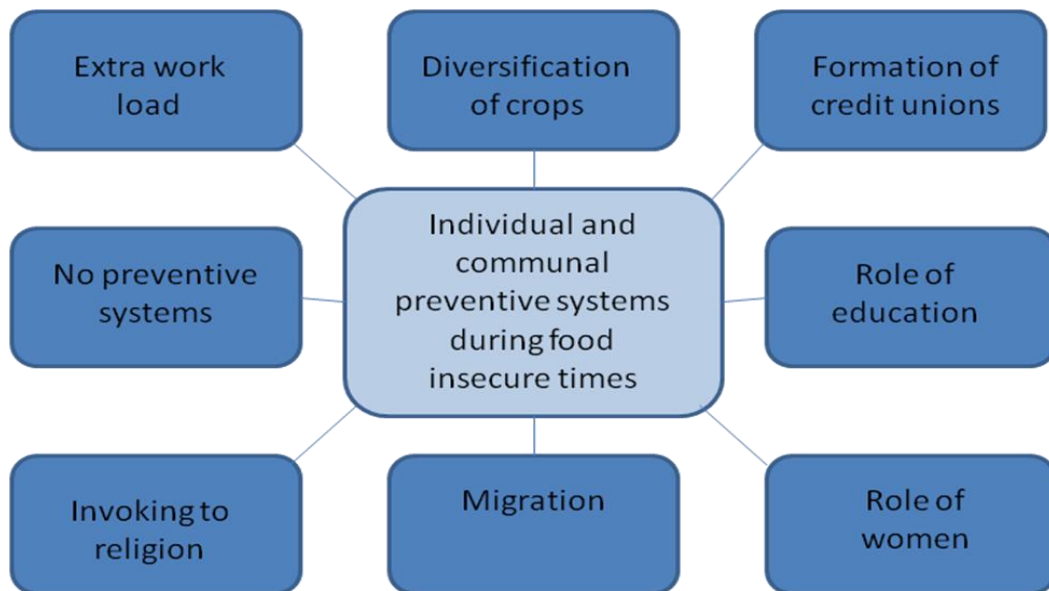 Extra work
load
Diversification
of crops
Formation of
credit unions
No preventive
systems
Individual and
communal
preventive systems
during food
insecure times
Role of
education
Invoking to
religion
Migration
Role of
women